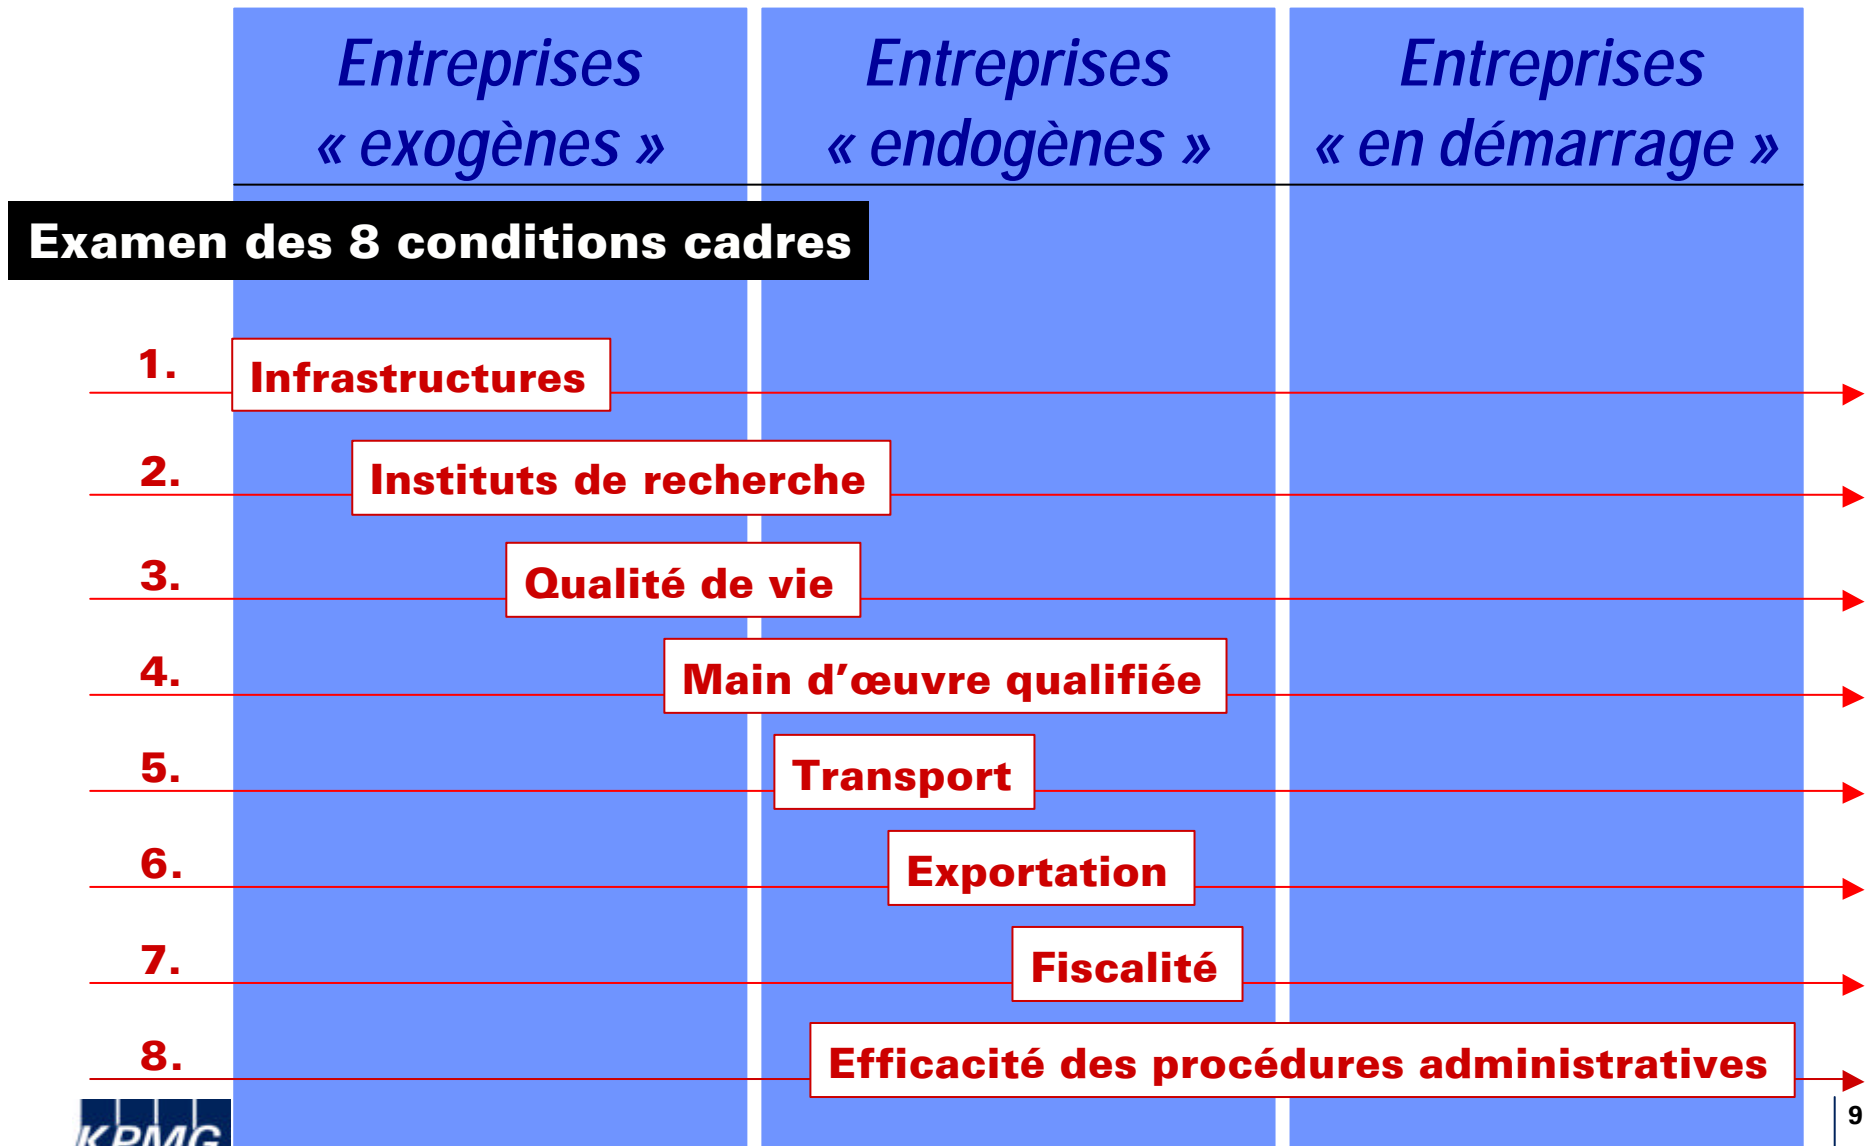 Entreprises
« exogènes »
Entreprises
« endogènes »
Entreprises
« en démarrage »
Examen des 8 conditions cadres
1. Infrastructures
2. Instituts de recherche
3. Qualité de vie
4. Main d’œuvre qualifiée
5. Transport
6. Exportation
7. Fiscalité
8. Efficacité des procédures administratives
KPMG
9